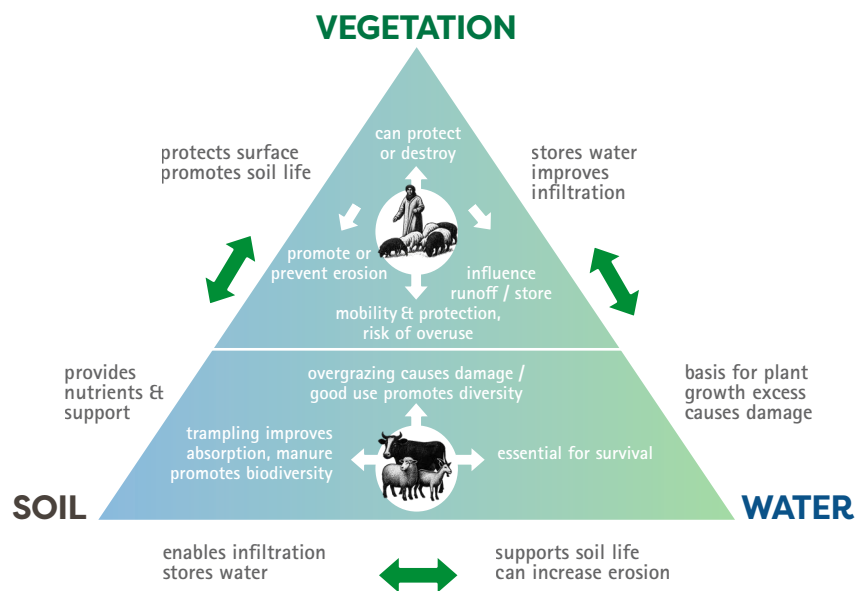 VEGETATION
can protect
or destroy
protects surface
promotes soil life
stores water
improves
infiltration
promote or
prevent erosion
influence
runoff / store
mobility & protection,
risk of overuse
provides
nutrients &
support
overgrazing causes damage /
good use promotes diversity
basis for plant
growth excess
causes damage
trampling improves
absorption, manure
promotes biodiversity
essential for survival
SOIL
WATER
enables infiltration
stores water
supports soil life
can increase erosion